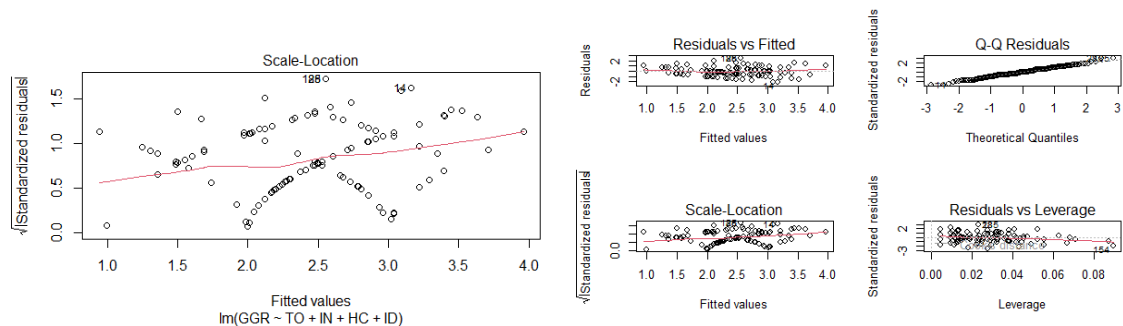 Scale-Location
√|Standardized residuals|
0.0 0.5 1.0 1.5
14
1.0 1.5 2.0 2.5 3.0 3.5 4.0
Fitted values
lm(GGR ~ TO + IN + HC + ID)
Residuals vs Fitted
Residuals
-2 2
14
1.0 1.5 2.0 2.5 3.0 3.5 4.0
Fitted values
Q-Q Residuals
Standardized residuals
-2 2
14
-3 -2 -1 0 1 2 3
Theoretical Quantiles
Scale-Location
√|Standardized residuals|
0.0
14
1.0 1.5 2.0 2.5 3.0 3.5 4.0
Fitted values
Residuals vs Leverage
Standardized residuals
-3 2
154
0.00 0.02 0.04 0.06 0.08
Leverage